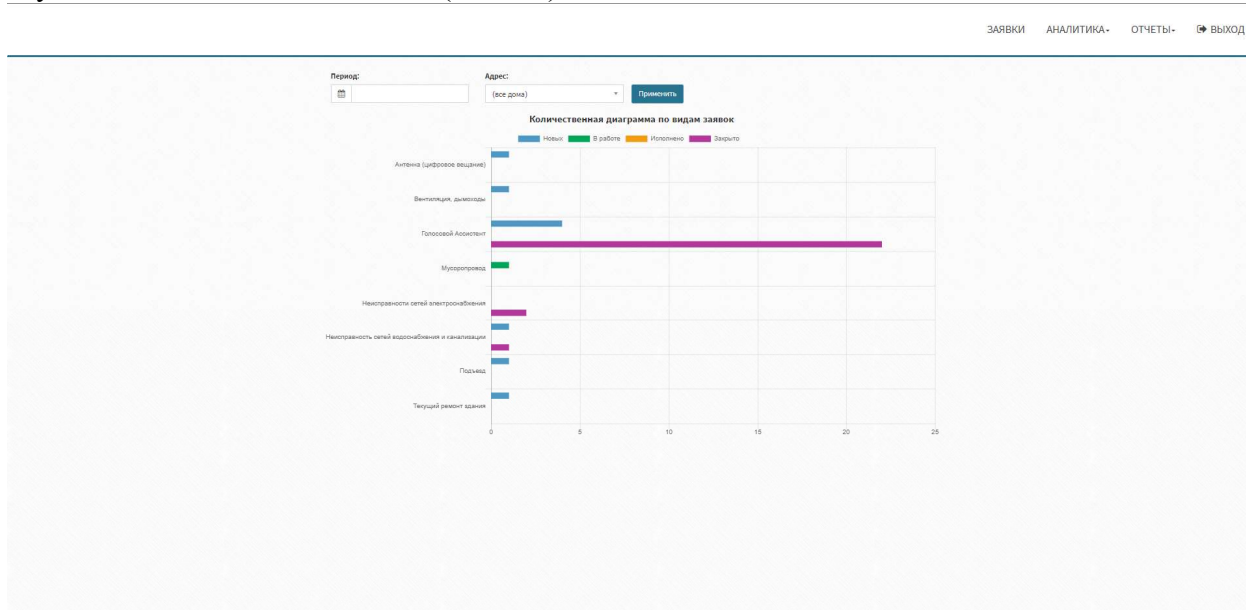 ЗАЯВКИ АНАЛИТИКА ОТЧЕТЫ ВЫХОД
Период: Адрес:
(все дома) Применить
Количественная диаграмма по видам заявок
Новых В работе Исполнено Закрыто
Антенна (цифровое вещание)
Вентиляция, дымоходы
Голосовой Ассистент
Мусоропровод
Неисправности сетей электроснабжения
Неисправность сетей водоснабжения и канализации
Подъезд
Текущий ремонт здания
0 5 10 15 20 25